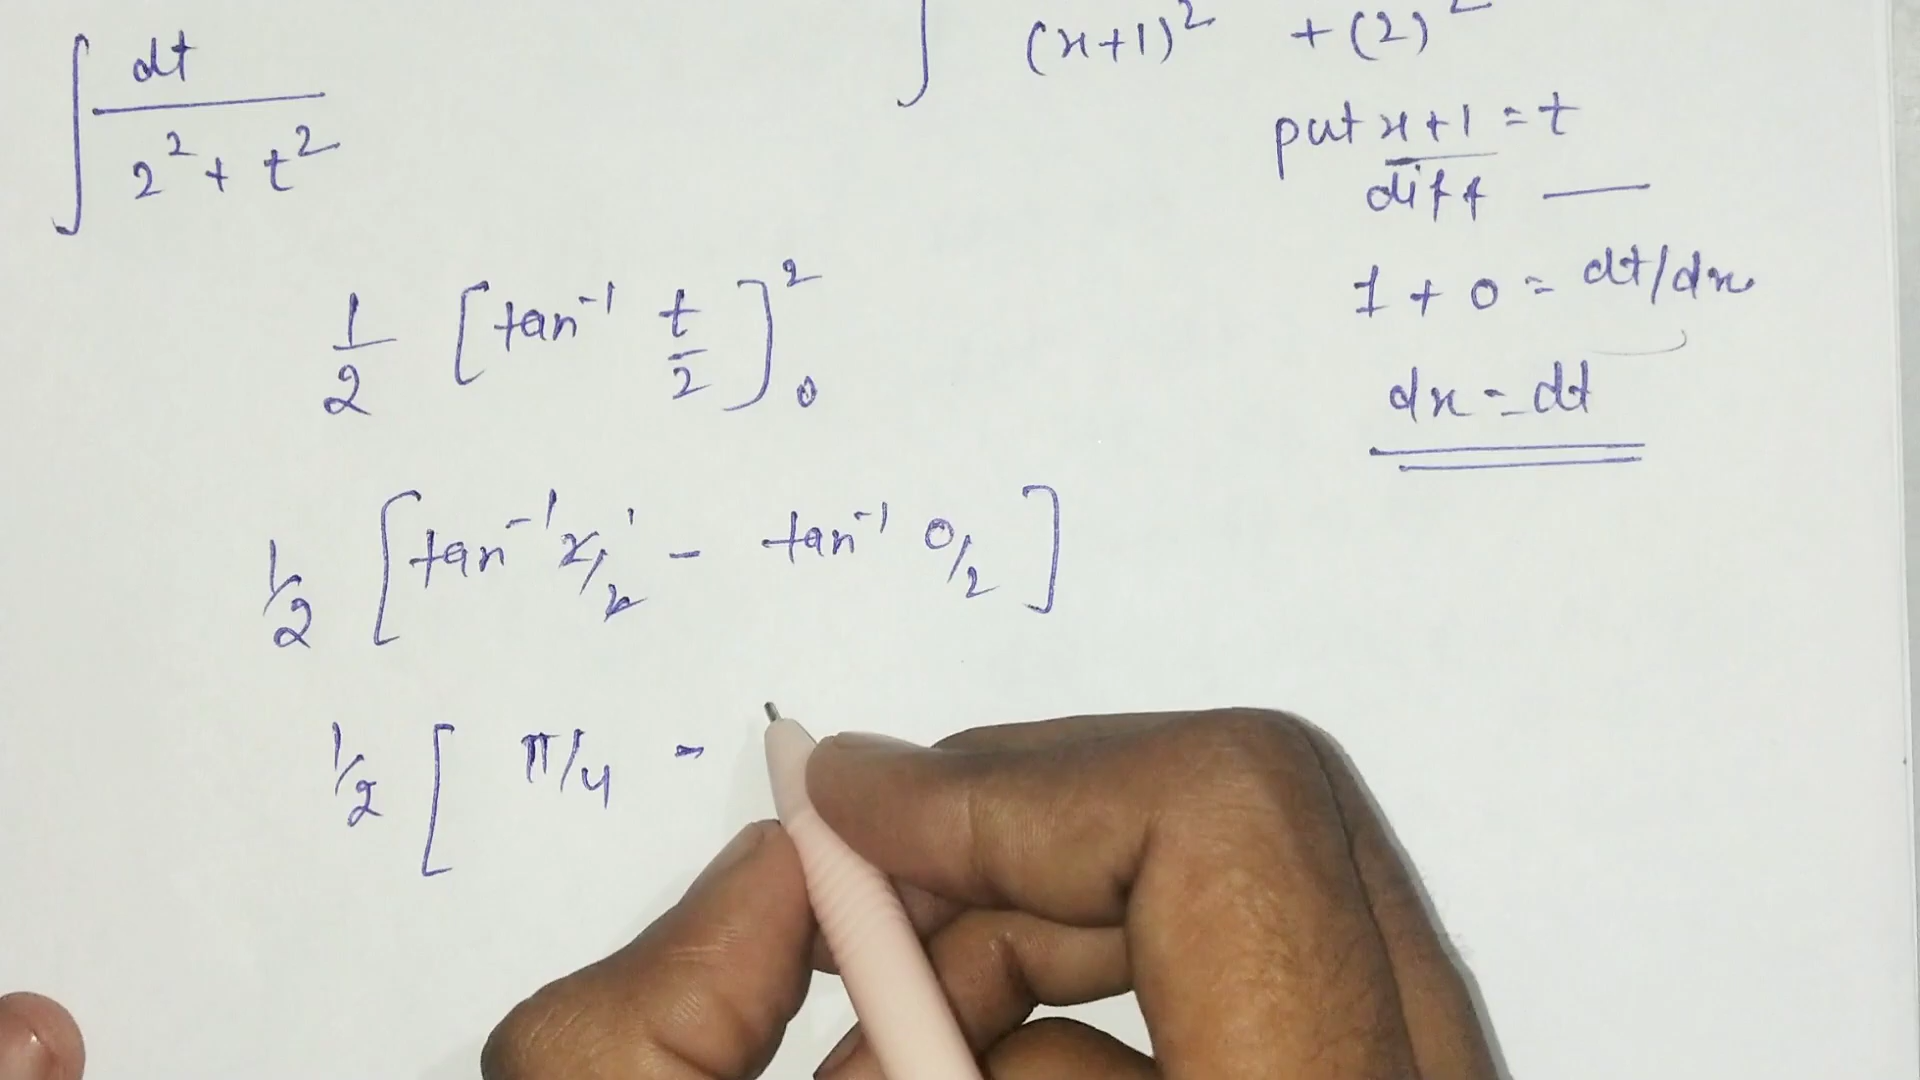 ∫ dt / 2² + t²
∫ (x+1)² + (2)²
put x+1 = t
diff —
1 + 0 = dt/dx
dx = dt
1/2 [tan⁻¹ t/2]₀²
1/2 [tan⁻¹ 2/2 ¹ - tan⁻¹ 0/2]
1/2 [ π/4 -